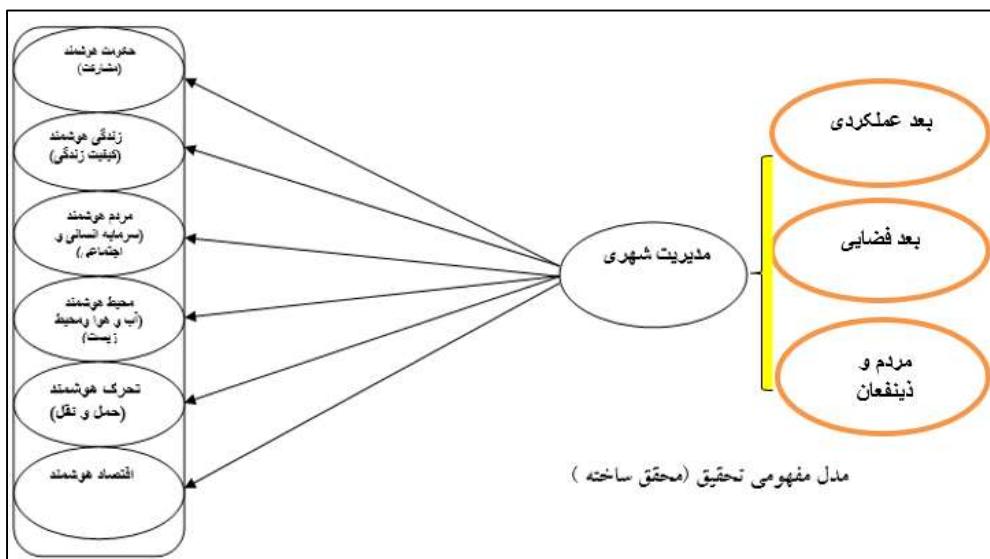 بعد عملکردی
بعد فضایی
مردم و
ذینفعان
مدیریت شهری
حکومت هوشمند
(مشارکت)
زندگی هوشمند
(کیفیت زندگی)
مردم هوشمند
(سرمایه انسانی و
اجتماعی)
محیط هوشمند
(آب و هوا ومحیط
زیست)
تحرک هوشمند
(حمل و نقل)
اقتصاد هوشمند
مدل مفهومی تحقیق (محقق ساخته )